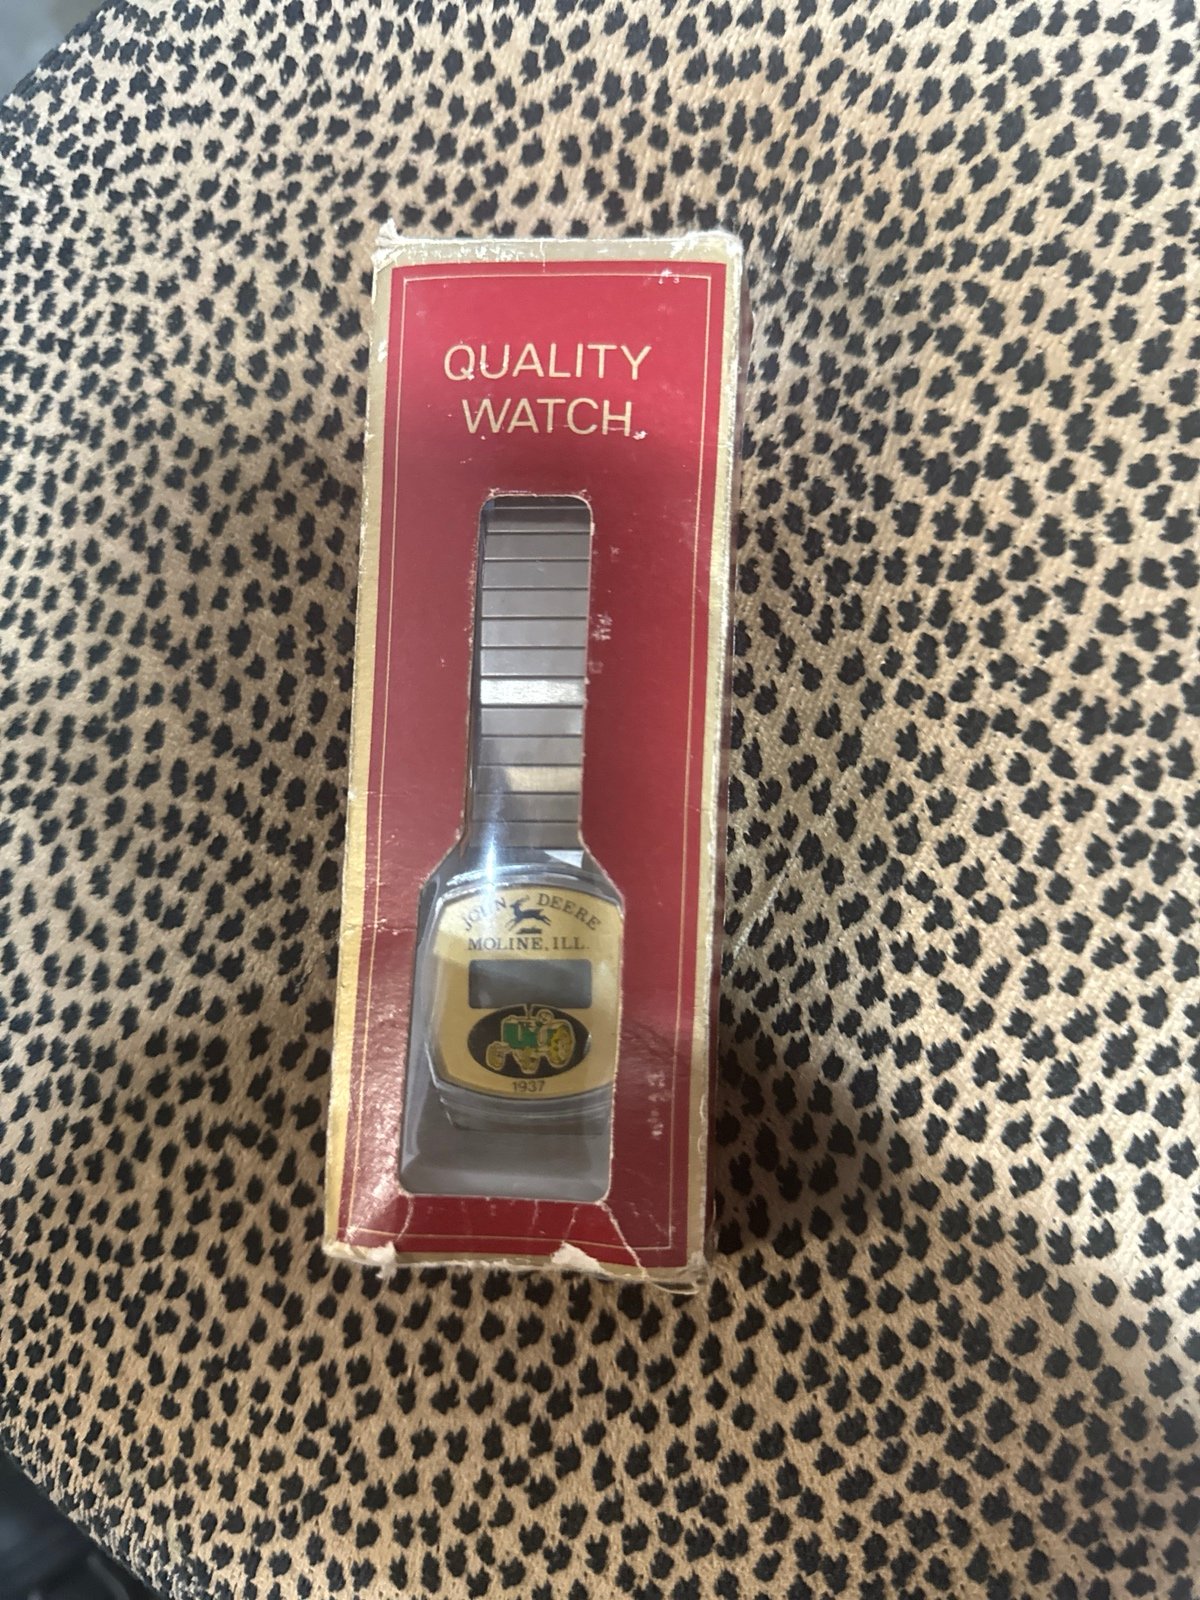 QUALITY
WATCH
JOHN DEERE
MOLINE, ILL.
1937